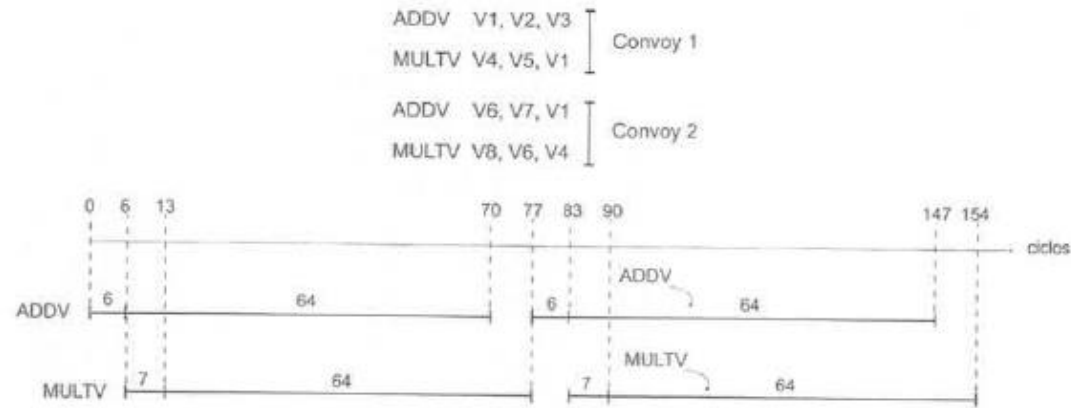 ADDV V1, V2, V3
Convoy 1
MULTV V4, V5, V1
ADDV V6, V7, V1
Convoy 2
MULTV V8, V6, V4
0 6 13 70 77 83 90 147 154
ciclos
ADDV
ADDV 6 64 6 64
MULTV
MULTV 7 64 7 64